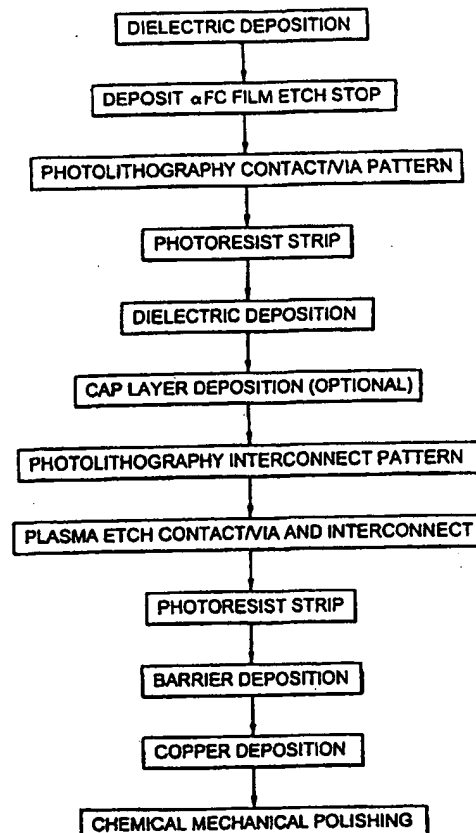 DIELECTRIC DEPOSITION
DEPOSIT αFC FILM ETCH STOP
PHOTOLITHOGRAPHY CONTACT/VIA PATTERN
PHOTORESIST STRIP
DIELECTRIC DEPOSITION
CAP LAYER DEPOSITION (OPTIONAL)
PHOTOLITHOGRAPHY INTERCONNECT PATTERN
PLASMA ETCH CONTACT/VIA AND INTERCONNECT
PHOTORESIST STRIP
BARRIER DEPOSITION
COPPER DEPOSITION
CHEMICAL MECHANICAL POLISHING